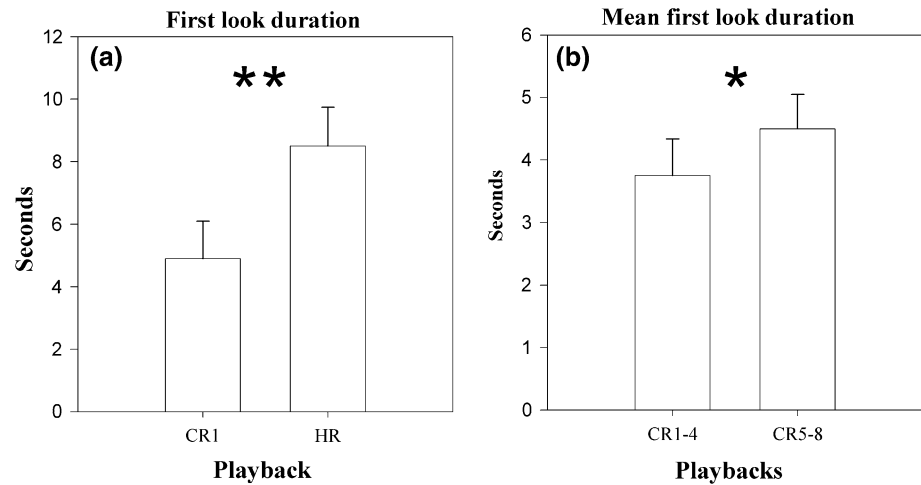 First look duration
(a)
**
Seconds
12
10
8
6
4
2
0
CR1 HR
Playback
Mean first look duration
(b)
*
Seconds
6
5
4
3
2
1
0
CR1-4 CR5-8
Playbacks